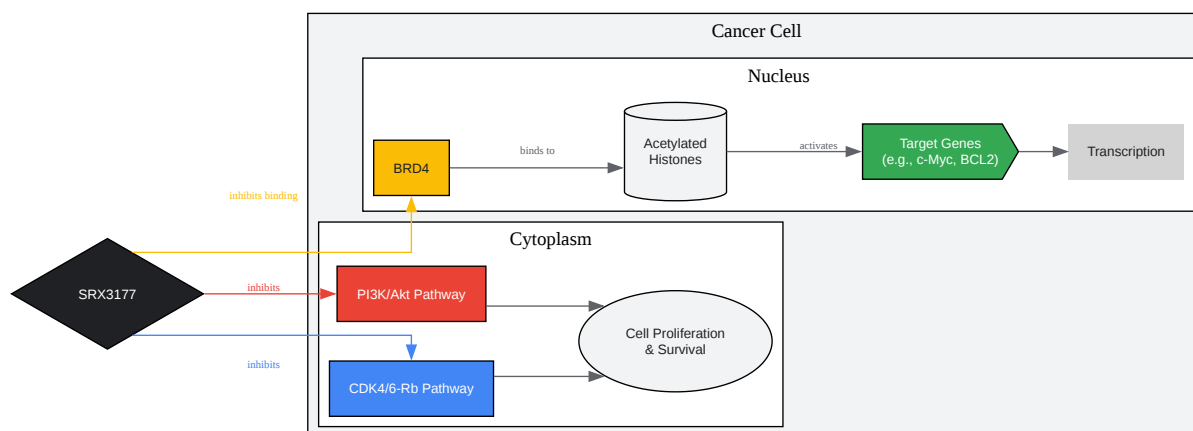 Cancer Cell
Nucleus
BRD4
binds to
Acetylated
Histones
activates
Target Genes
(e.g., c-Myc, BCL2)
Transcription
inhibits binding
Cytoplasm
SRX3177
inhibits
PI3K/Akt Pathway
Cell Proliferation
& Survival
inhibits
CDK4/6-Rb Pathway